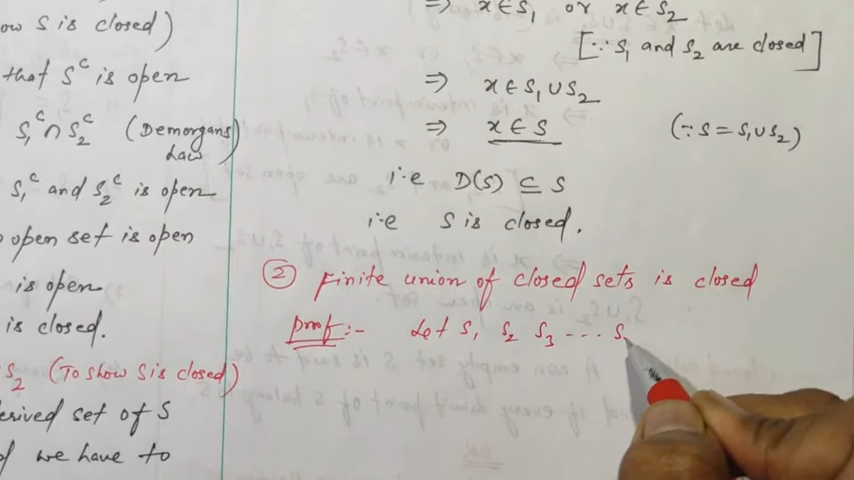 ow S is closed)
that S^c is open
S₁^c ∩ S₂^c (Demorgans Law)
S₁^c and S₂^c is open
open set is open
is open
is closed.
S₂ (To show S is closed)
erived set of S
we have to
⇒ x ∈ S₁ or x ∈ S₂
[∵ S₁ and S₂ are closed]
⇒ x ∈ S₁ ∪ S₂
⇒ x ∈ S (∵ S = S₁ ∪ S₂)
i.e D(S) ⊆ S
i.e S is closed.
② Finite union of closed sets is closed
prof :- Let S₁ S₂ S₃ ... S